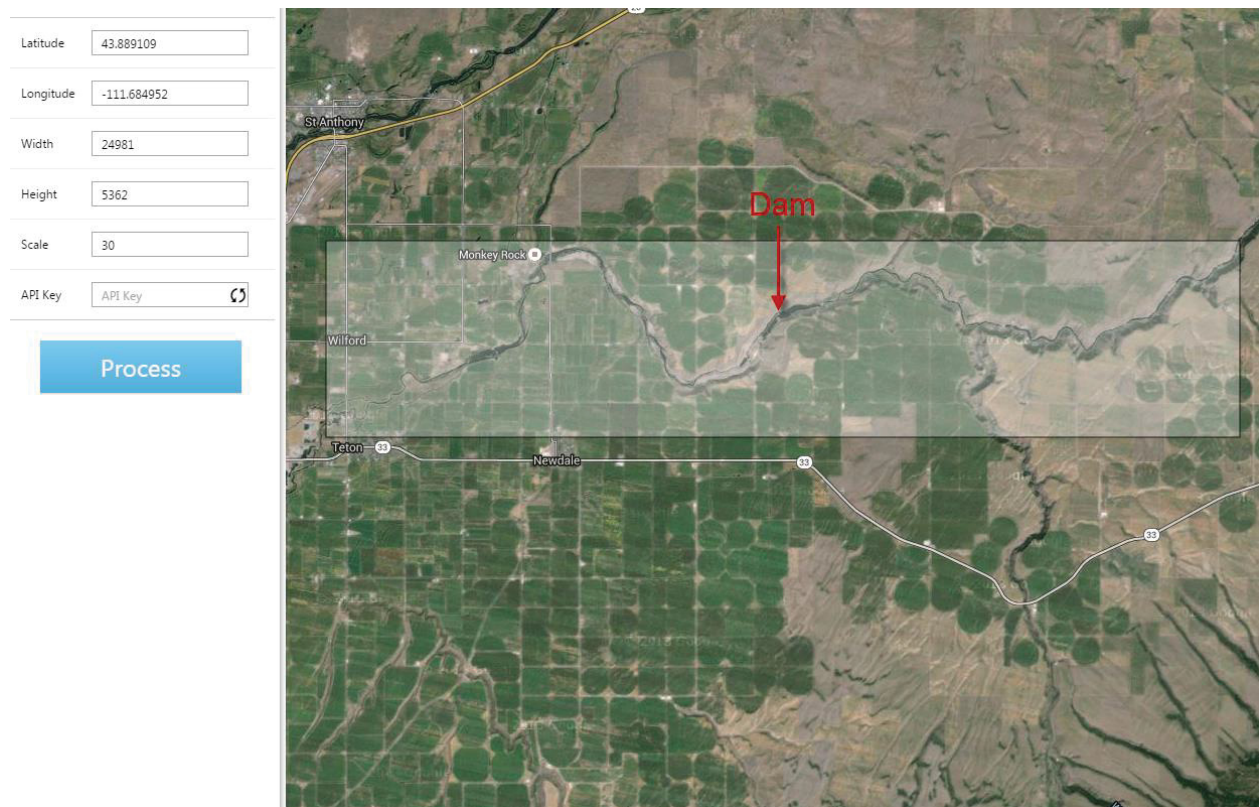 Latitude
43.889109
Longitude
-111.684952
Width
24981
Height
5362
Scale
30
API Key
API Key
Process
20
St Anthony
Dam
Monkey Rock
Wilford
Teton
33
Newdale
33
33